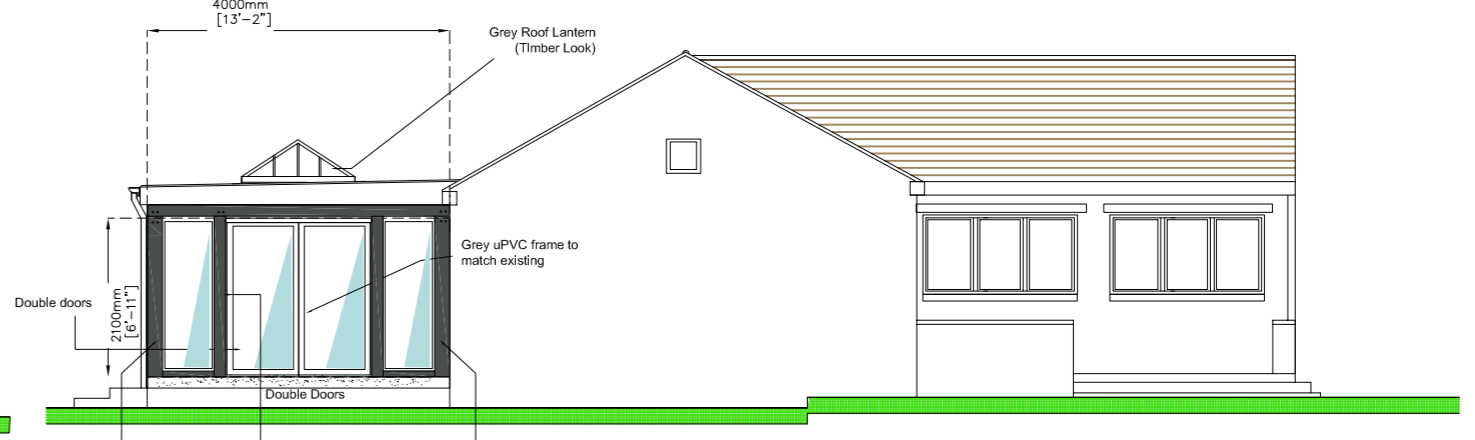 4000mm
[13'-2"]
Grey Roof Lantern
(TImber Look)
Grey uPVC frame to
match existing
Double doors
2100mm
[6'-11"]
Double Doors